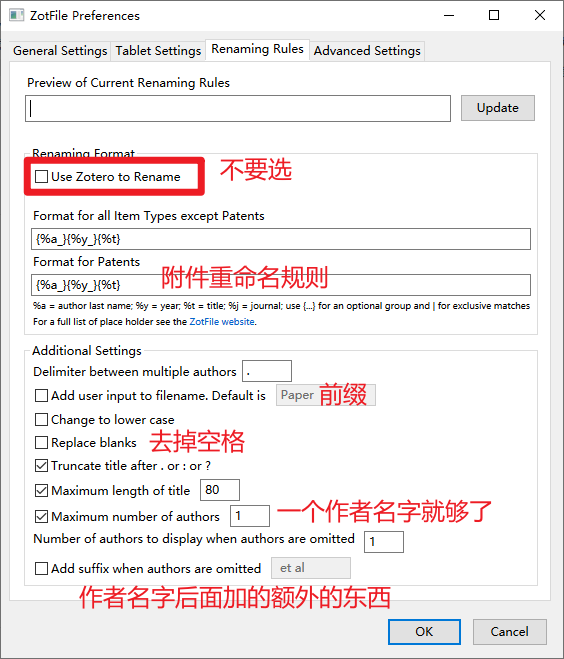 ZotFile Preferences
General Settings Tablet Settings Renaming Rules Advanced Settings
Preview of Current Renaming Rules
Update
Renaming Format
Use Zotero to Rename 不要选
Format for all Item Types except Patents
{%a_}{%y_}{%t}
Format for Patents
{%a_}{%y_}{%t} 附件重命名规则
%a = author last name; %y = year; %t = title; %j = journal; use {...} for an optional group and | for exclusive matches
For a full list of place holder see the ZotFile website.
Additional Settings
Delimiter between multiple authors .
Add user input to filename. Default is Paper 前缀
Change to lower case
Replace blanks 去掉空格
Truncate title after . or : or ?
Maximum length of title 80
Maximum number of authors 1 一个作者名字就够了
Number of authors to display when authors are omitted 1
Add suffix when authors are omitted et al
作者名字后面加的额外的东西
OK Cancel